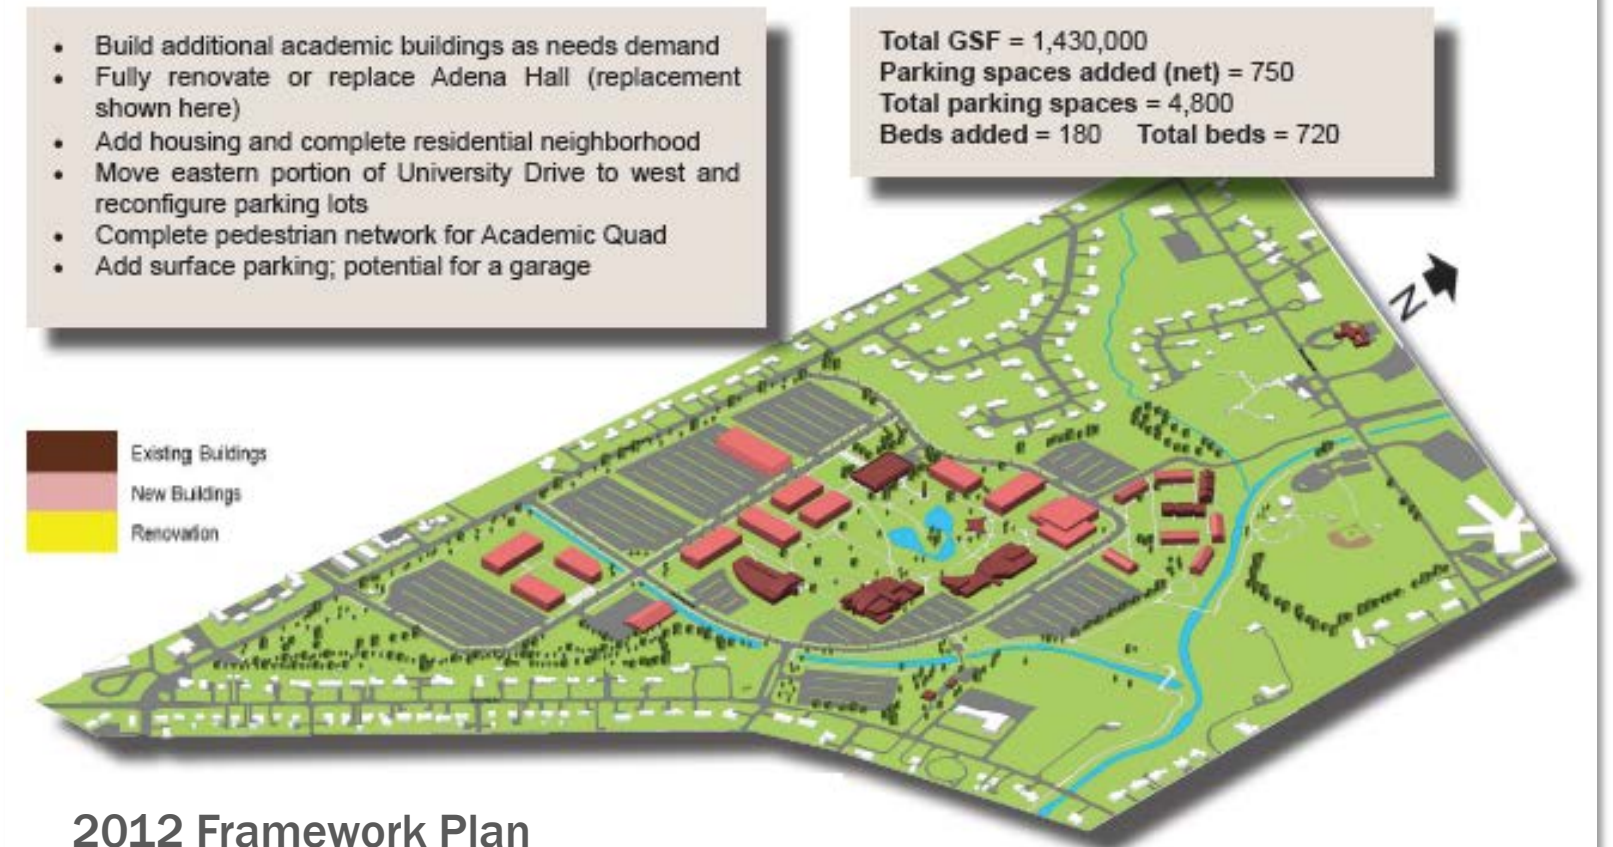 • Build additional academic buildings as needs demand
• Fully renovate or replace Adena Hall (replacement
shown here)
• Add housing and complete residential neighborhood
• Move eastern portion of University Drive to west and
reconfigure parking lots
• Complete pedestrian network for Academic Quad
• Add surface parking; potential for a garage
Total GSF = 1,430,000
Parking spaces added (net) = 750
Total parking spaces = 4,800
Beds added = 180 Total beds = 720
N
Existing Buildings
New Buildings
Renovation
2012 Framework Plan